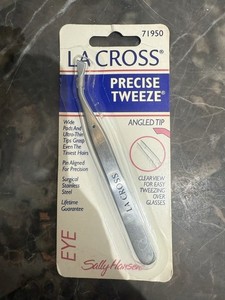 71950
LA CROSS®
PRECISE
TWEEZE®
ANGLED TIP
Wide
Pads And
Ultra-Thin
Tips Grasp
Even The
Tiniest Hairs
Pin Aligned
For Precision
Surgical
Stainless
Steel
Lifetime
Guarantee
CLEARVIEW
FOR EASY
TWEEZING
OVER
GLASSES
LA CROSS
EYE
Sally Hansen